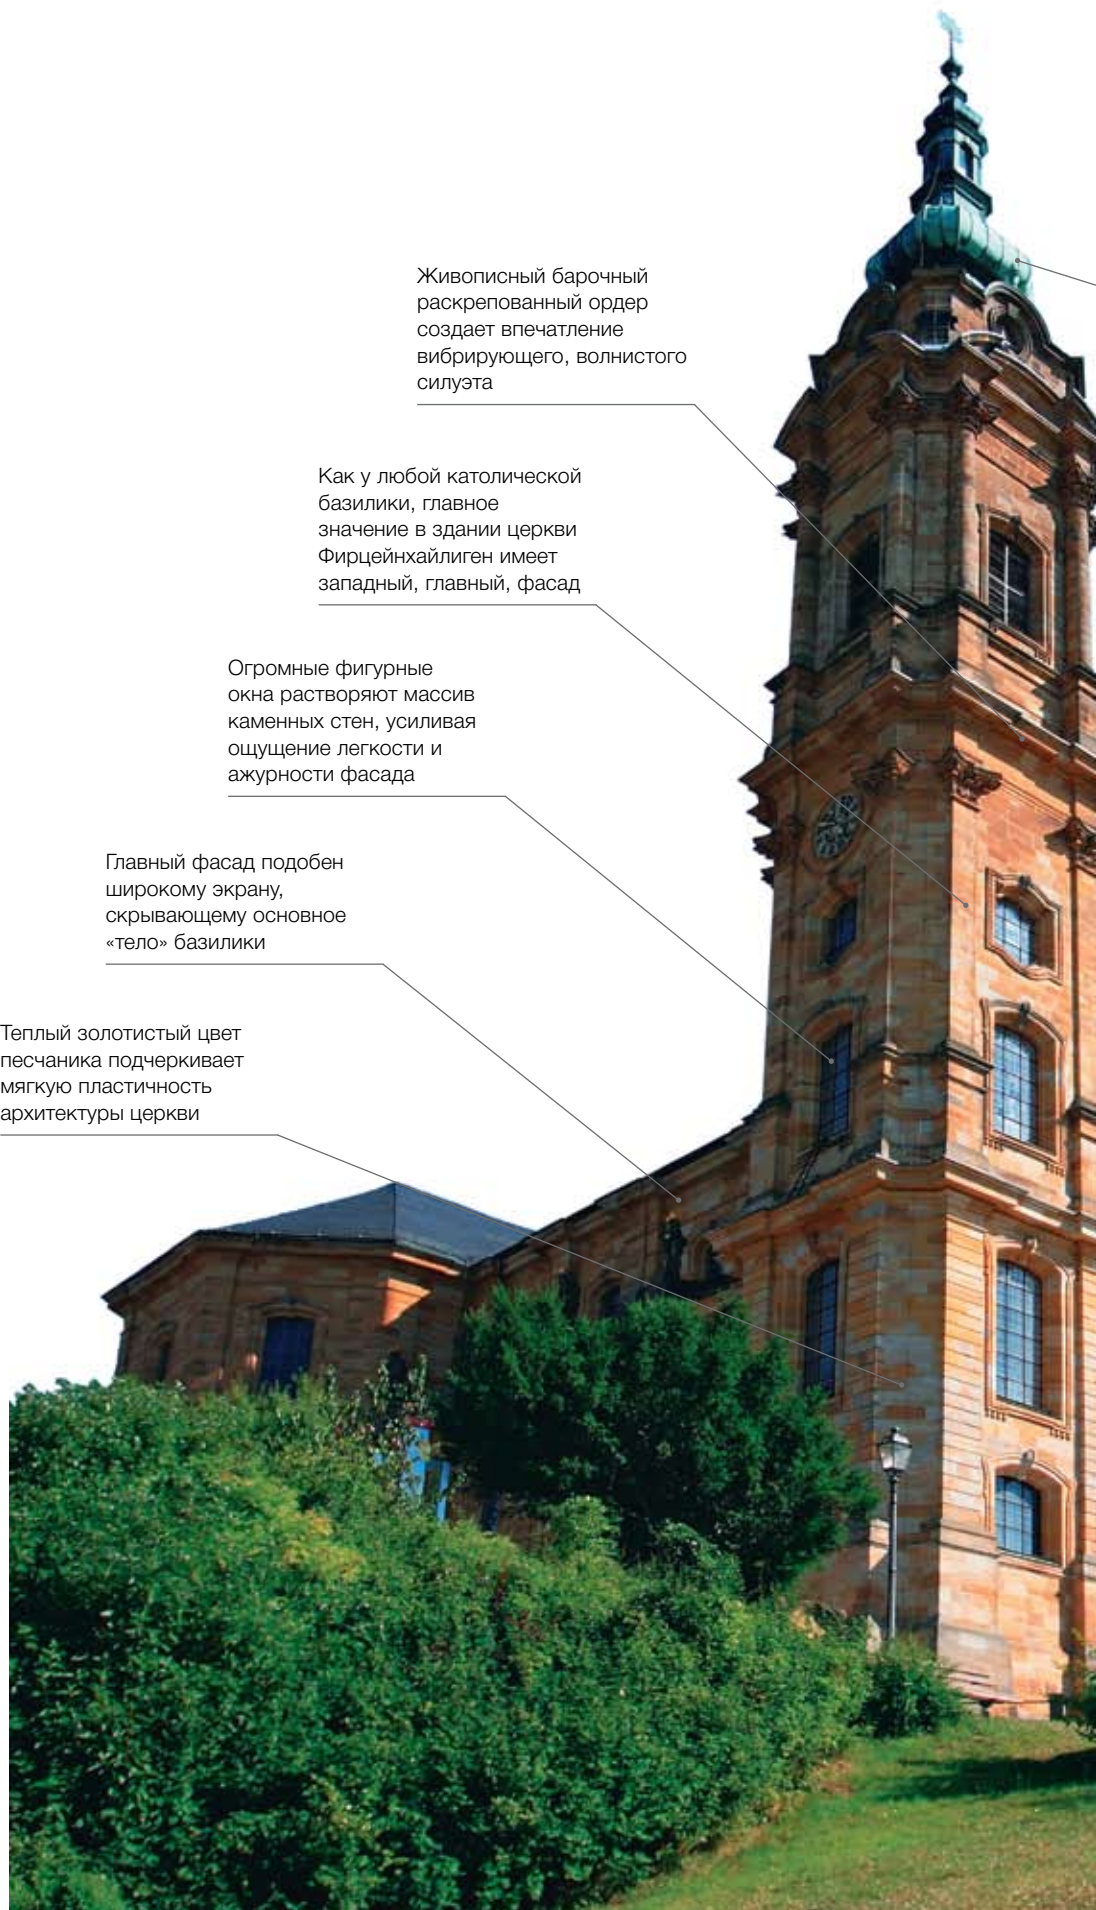 Живописный барочный
раскрепованный ордер
создает впечатление
вибрирующего, волнистого
силуэта
Как у любой католической
базилики, главное
значение в здании церкви
Фирцейнхайлиген имеет
западный, главный, фасад
Огромные фигурные
окна растворяют массив
каменных стен, усиливая
ощущение легкости и
ажурности фасада
Главный фасад подобен
широкому экрану,
скрывающему основное
«тело» базилики
Теплый золотистый цвет
песчаника подчеркивает
мягкую пластичность
архитектуры церкви